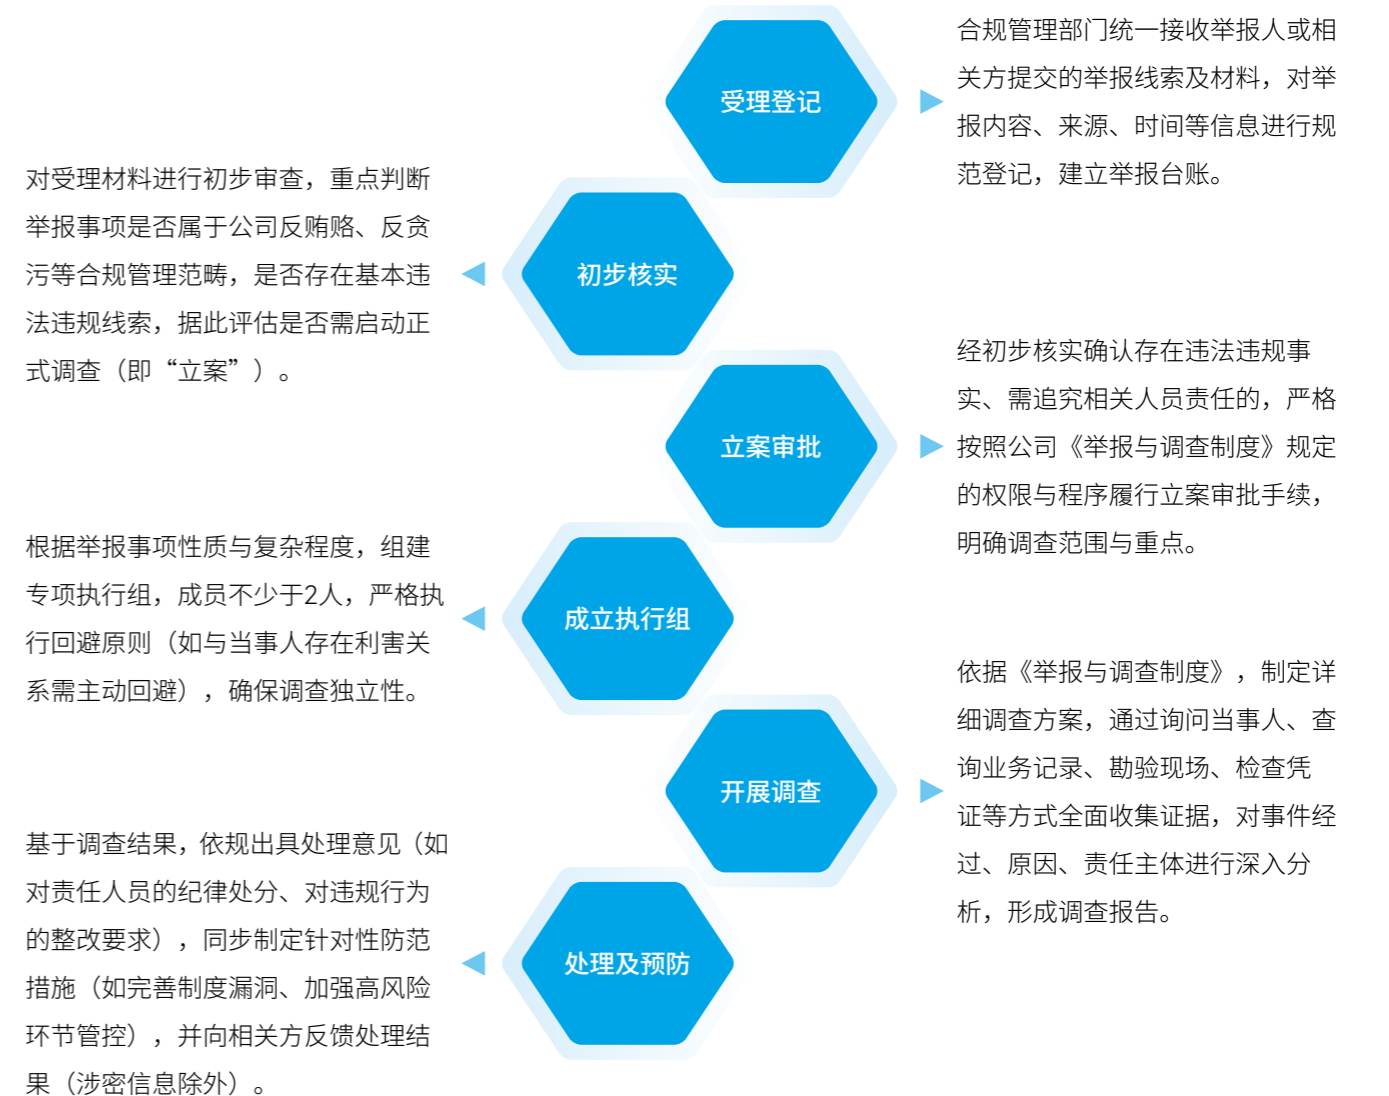 受理登记
合规管理部门统一接收举报人或相
关方提交的举报线索及材料，对举
报内容、来源、时间等信息进行规
范登记，建立举报台账。
初步核实
对受理材料进行初步审查，重点判断
举报事项是否属于公司反贿赂、反贪
污等合规管理范畴，是否存在基本违
法违规线索，据此评估是否需启动正
式调查（即“立案”）。
立案审批
经初步核实确认存在违法违规事
实、需追究相关人员责任的，严格
按照公司《举报与调查制度》规定
的权限与程序履行立案审批手续，
明确调查范围与重点。
成立执行组
根据举报事项性质与复杂程度，组建
专项执行组，成员不少于2人，严格执
行回避原则（如与当事人存在利害关
系需主动回避），确保调查独立性。
开展调查
依据《举报与调查制度》，制定详
细调查方案，通过询问当事人、查
询业务记录、勘验现场、检查凭
证等方式全面收集证据，对事件经
过、原因、责任主体进行深入分
析，形成调查报告。
处理及预防
基于调查结果，依规出具处理意见（如
对责任人员的纪律处分、对违规行为
的整改要求），同步制定针对性防范
措施（如完善制度漏洞、加强高风险
环节管控），并向相关方反馈处理结
果（涉密信息除外）。